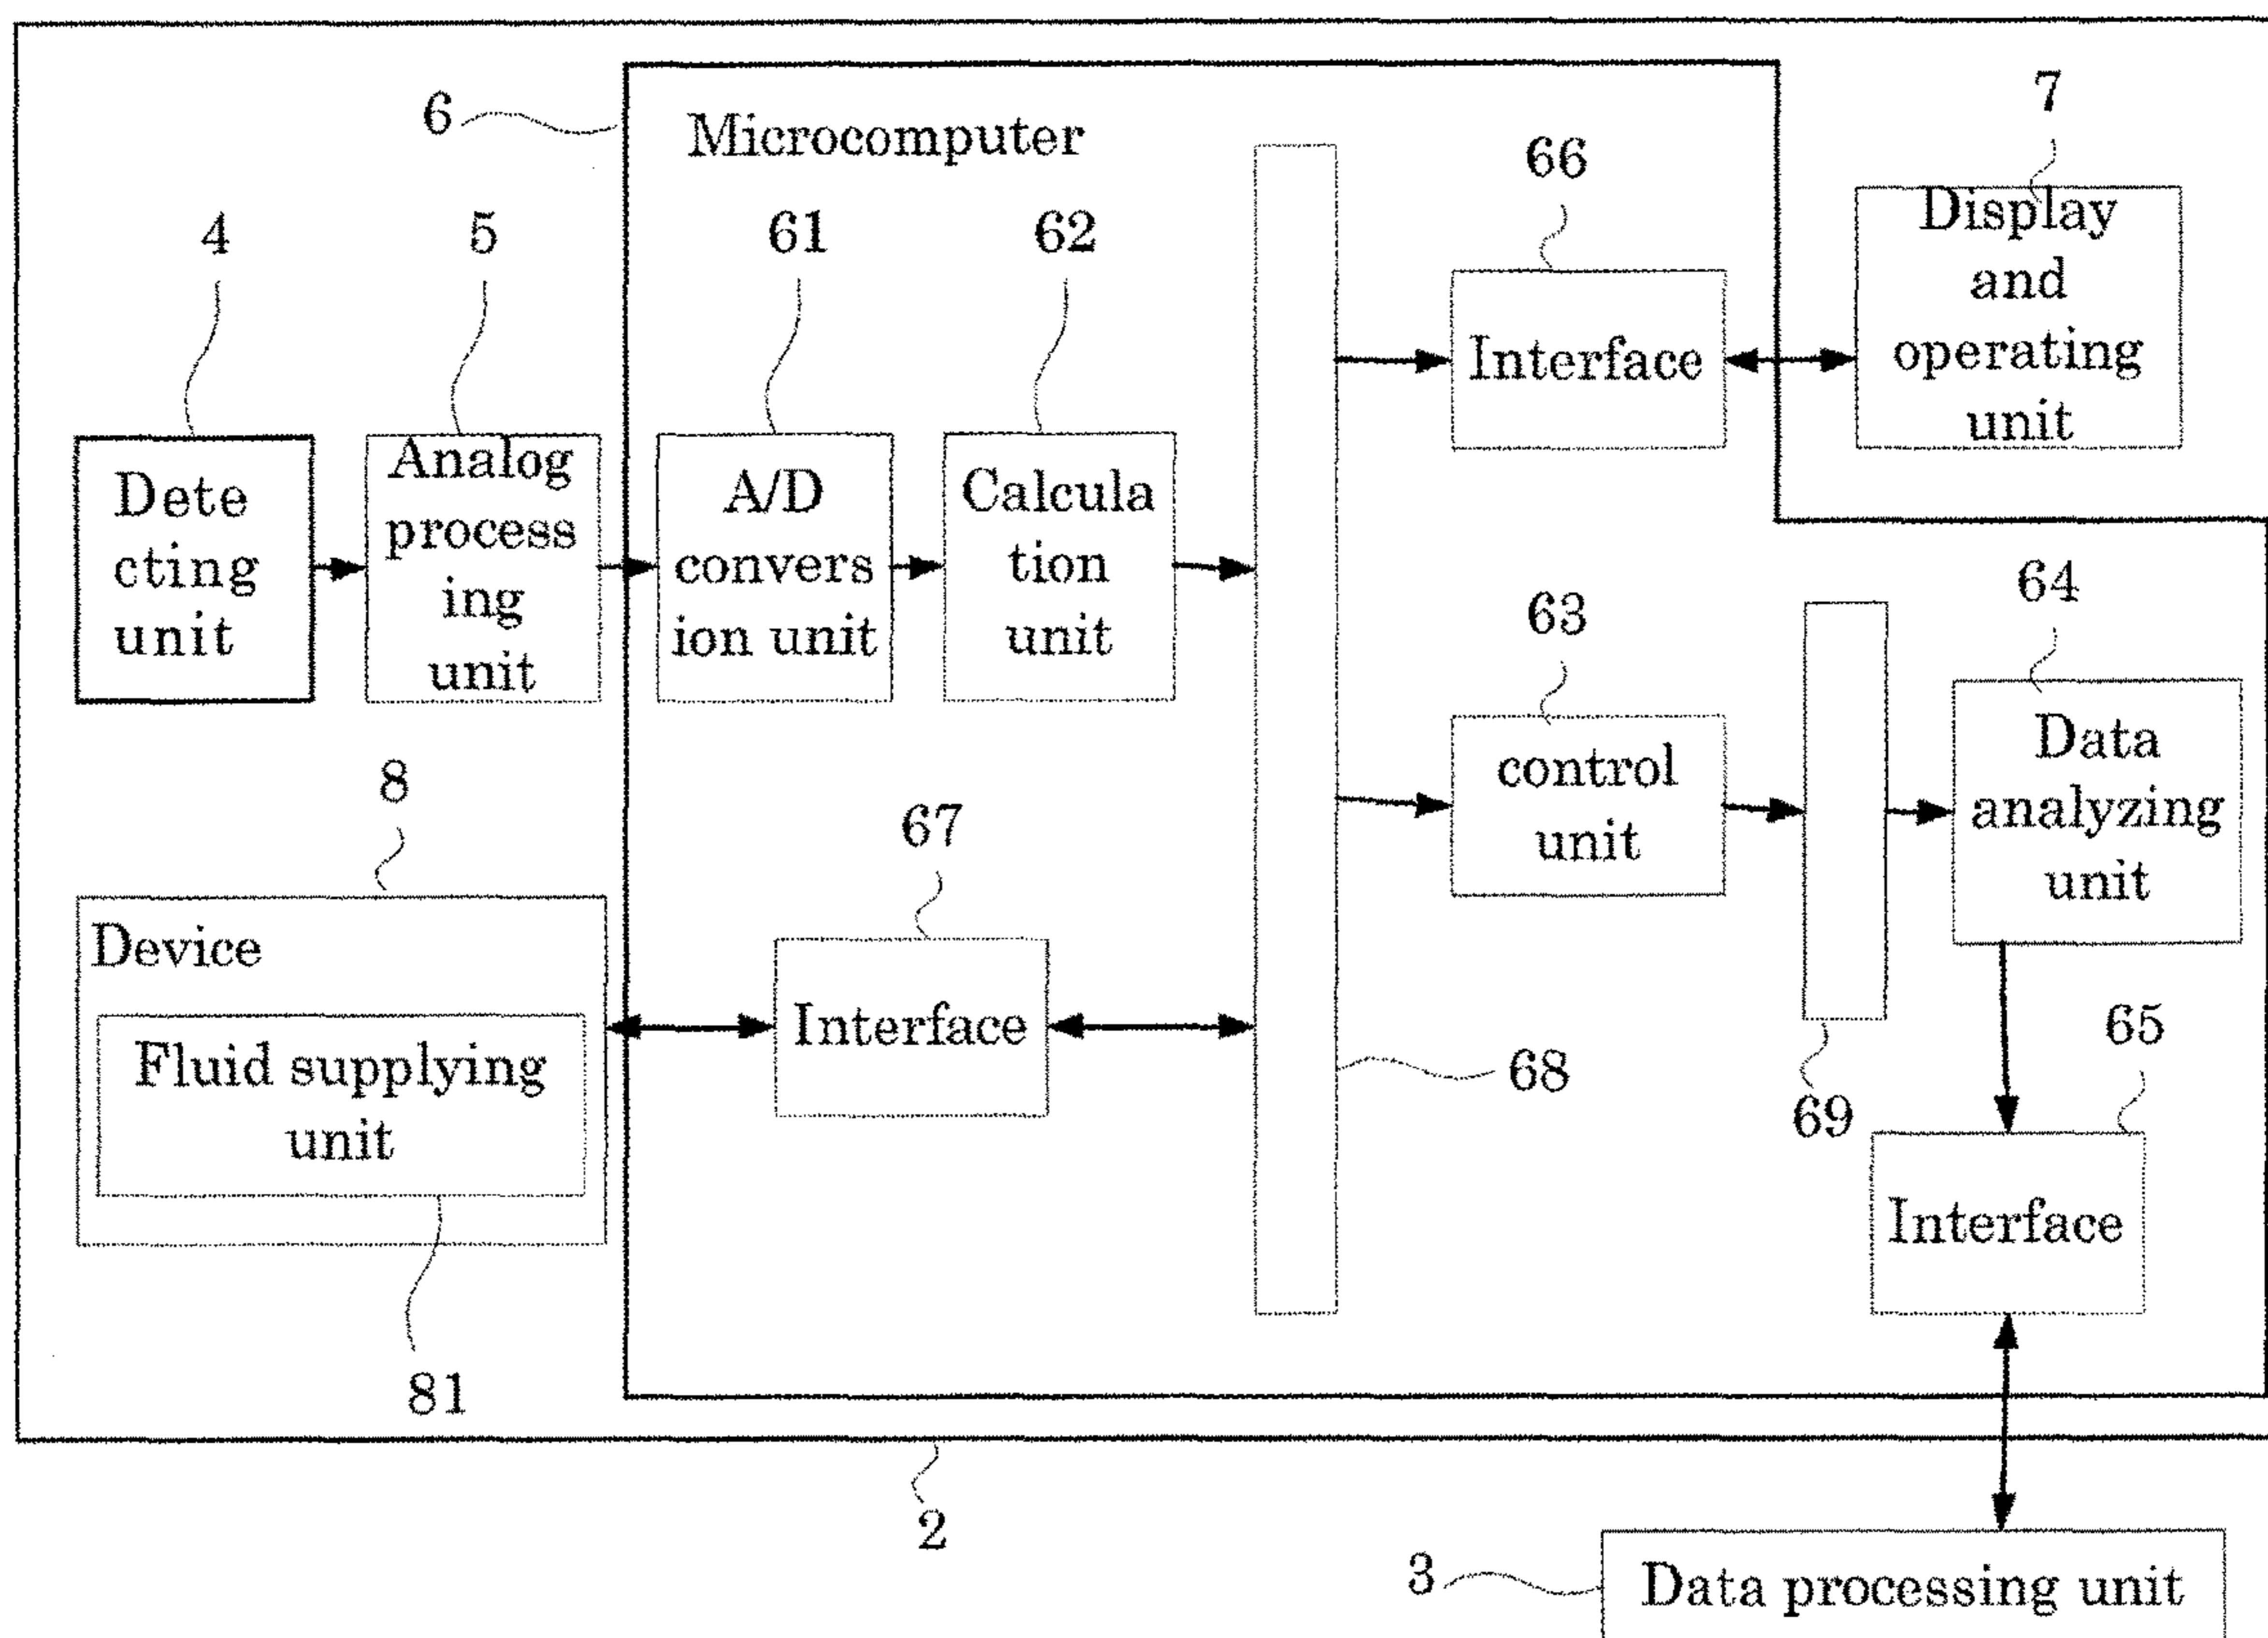 6
Microcomputer
7
66
4
5
61
62
Display
and
operating
unit
Interface
Dete
cting
unit
Analog
process
ing
unit
A/D
convers
ion unit
Calcula
tion
unit
63
64
control
unit
Data
analyzing
unit
8
67
Device
Fluid supplying
unit
Interface
68
69
65
Interface
81
2
3
Data processing unit